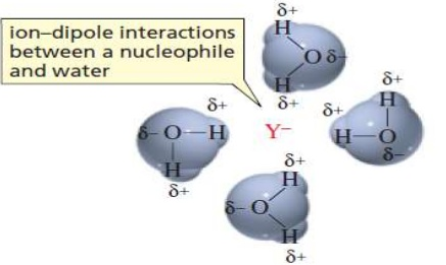 ion–dipole interactions
between a nucleophile
and water
δ+
H
O δ–
H
δ+
δ+
δ– O – H
H
δ+
Y–
δ+
H
δ+
H – O
δ–
δ+
H
δ– O
H
δ+